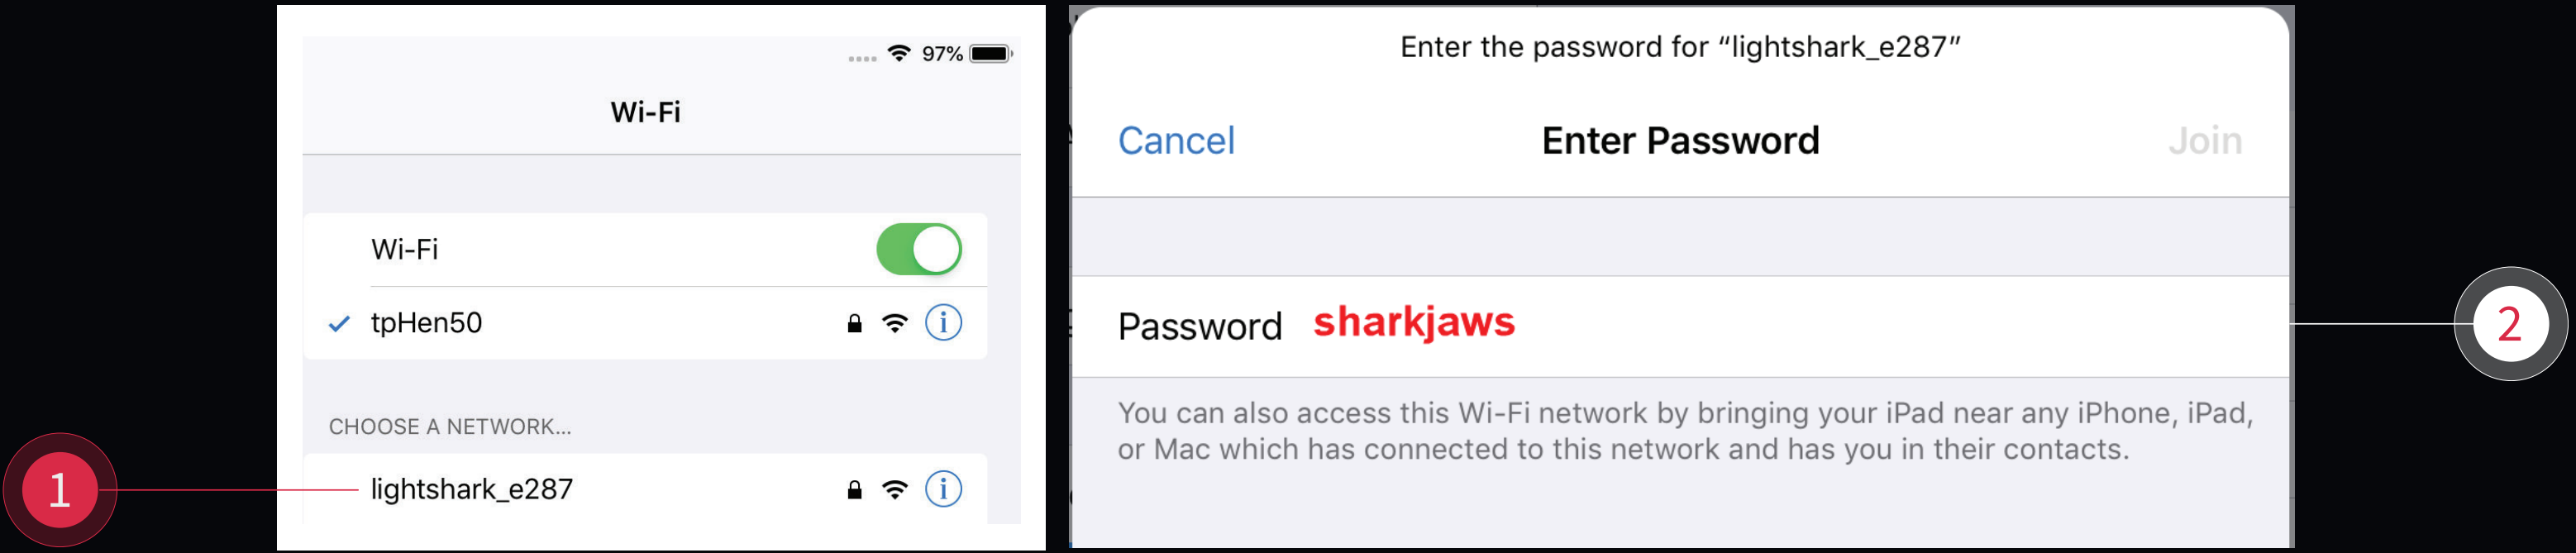 97%
Wi-Fi
Wi-Fi
tpHen50
CHOOSE A NETWORK...
1
lightshark_e287
Enter the password for “lightshark_e287”
Cancel
Enter Password
Join
Password sharkjaws
2
You can also access this Wi-Fi network by bringing your iPad near any iPhone, iPad,
or Mac which has connected to this network and has you in their contacts.